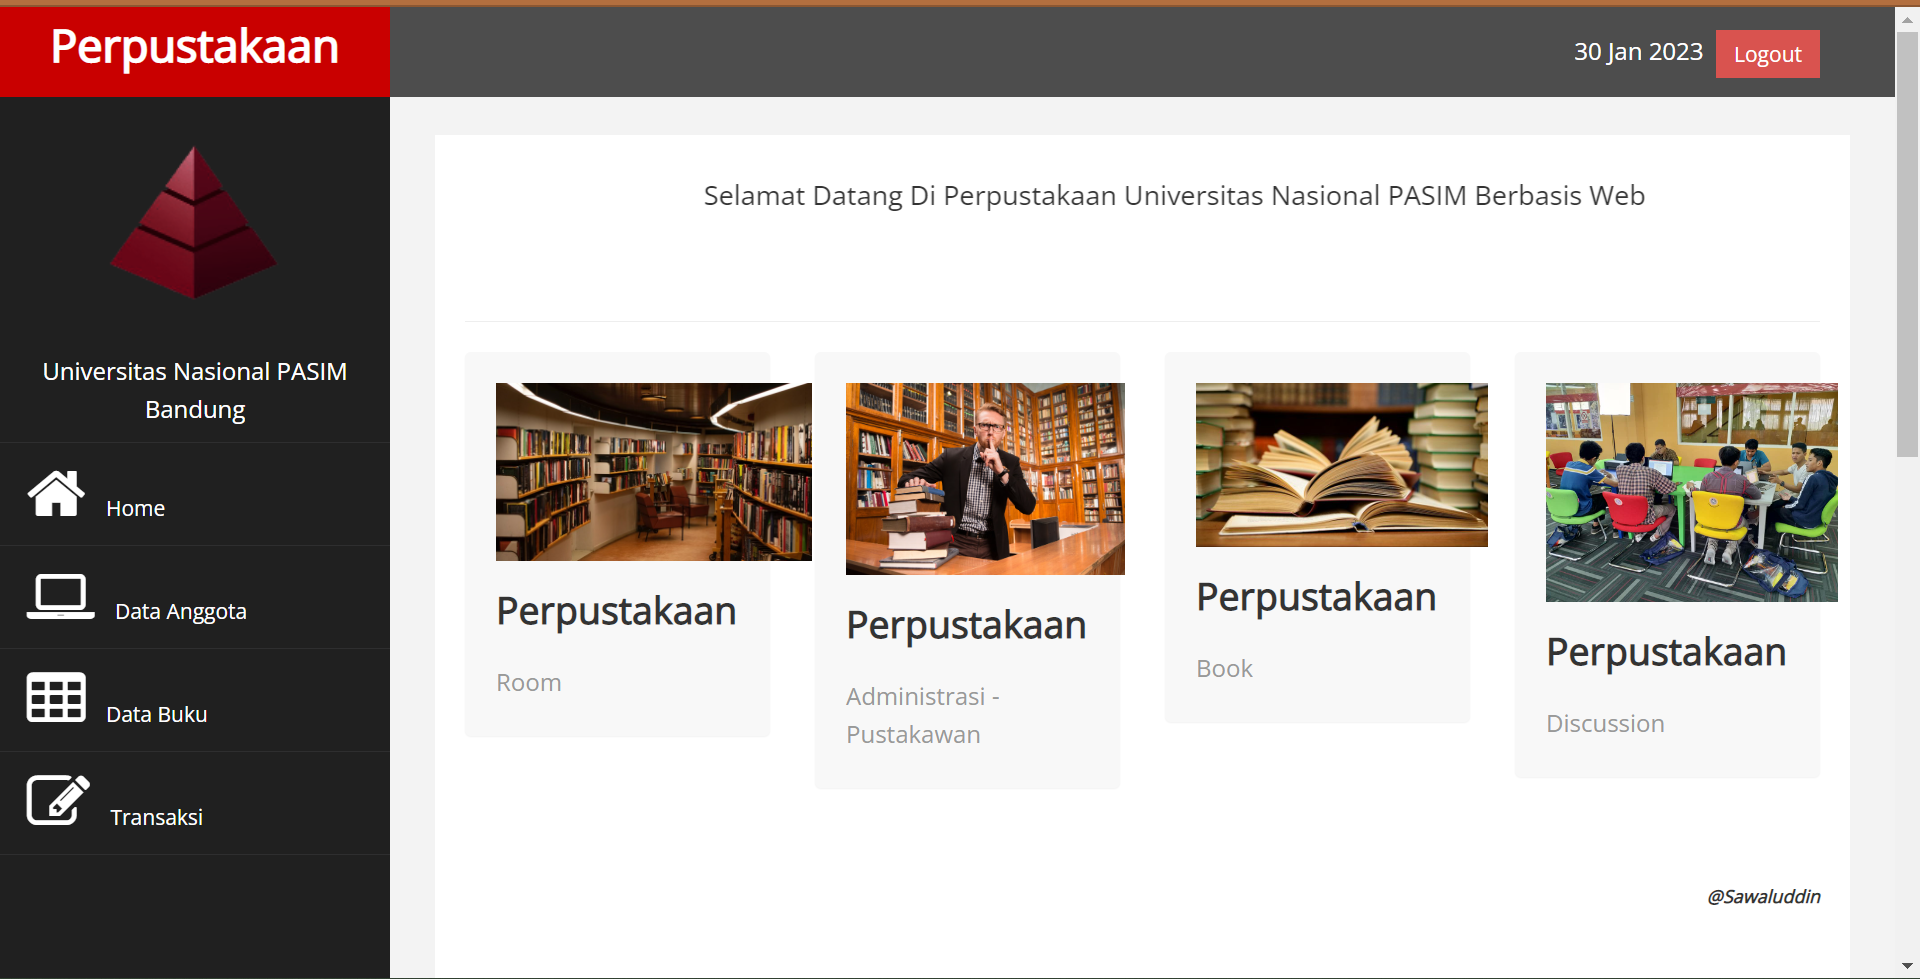 Perpustakaan
30 Jan 2023
Logout
Universitas Nasional PASIM
Bandung
Home
Data Anggota
Data Buku
Transaksi
Selamat Datang Di Perpustakaan Universitas Nasional PASIM Berbasis Web
Perpustakaan
Room
Perpustakaan
Administrasi -
Pustakawan
Perpustakaan
Book
Perpustakaan
Discussion
@Sawaluddin